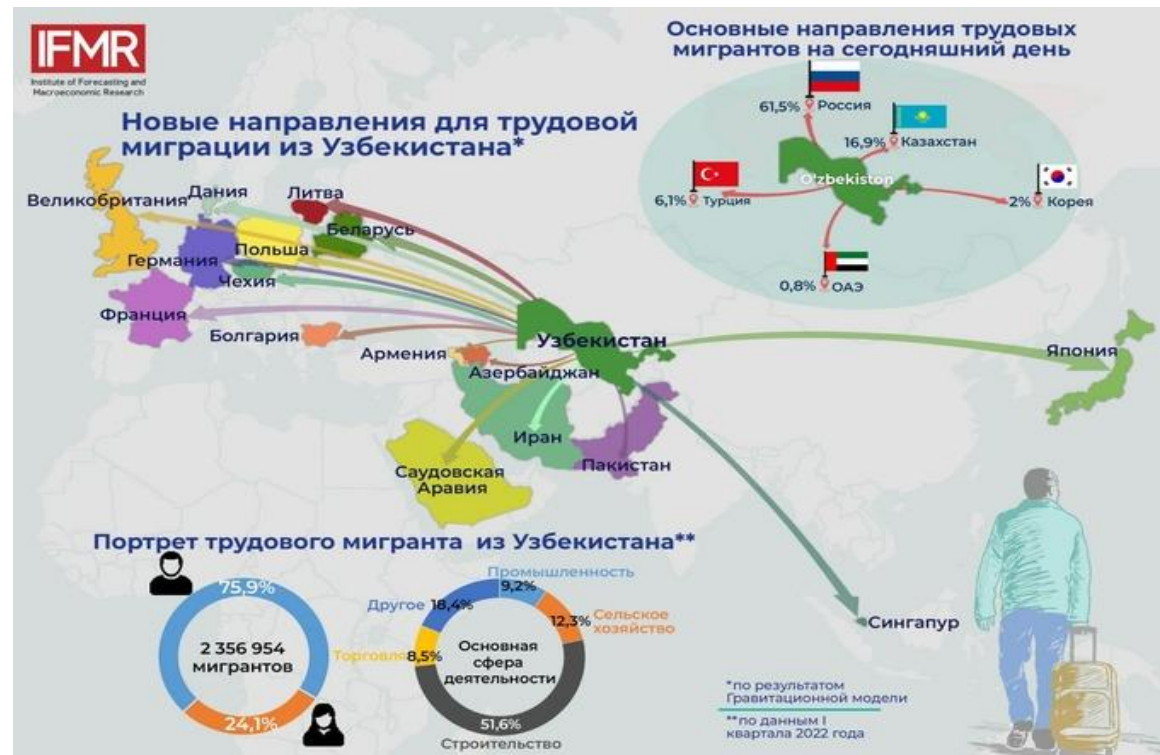 IFMR
Institute of Forecasting and
Macroeconomic Research
Основные направления трудовых
мигрантов на сегодняшний день
61,5% Россия
16,9% Казахстан
O'zbekiston
6,1% Турция
2% Корея
0,8% ОАЭ
Новые направления для трудовой
миграции из Узбекистана*
Великобритания
Дания
Литва
Беларусь
Польша
Германия
Чехия
Франция
Болгария
Армения
Азербайджан
Узбекистан
Япония
Иран
Пакистан
Саудовская
Аравия
Сингапур
Портрет трудового мигранта из Узбекистана**
75,9%
2 356 954
мигрантов
24,1%
Промышленность
9,2%
Другое 18,4%
12,3% Сельское
хозяйство
Торговля 8,5%
Основная
сфера
деятельности
51,6%
Строительство
*по результатом
Гравитационной модели
**по данным I
квартала 2022 года